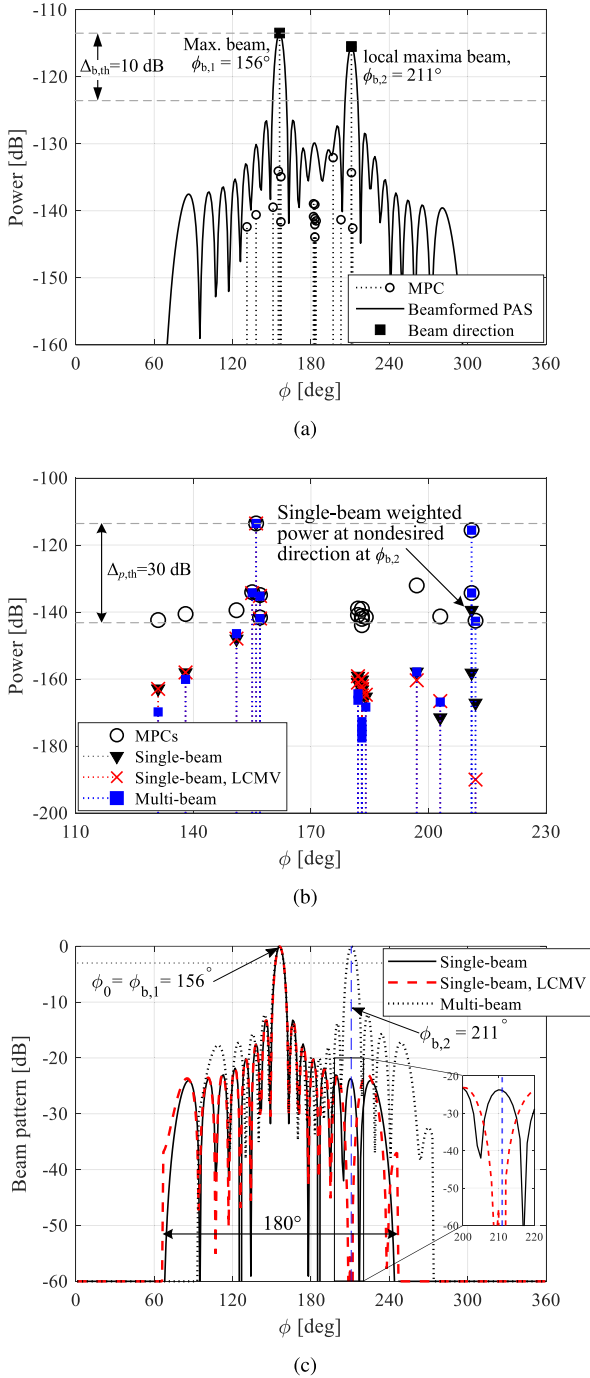 -110
-120
-130
-140
-150
-160
Power [dB]
Δb,th=10 dB
Max. beam,
ϕb,1 = 156°
local maxima beam,
ϕb,2 = 211°
MPC
Beamformed PAS
Beam direction
0 60 120 180 240 300 360
ϕ [deg]
(a)
-100
-120
-140
-160
-180
-200
Power [dB]
Δp,th=30 dB
Single-beam weighted
power at nondesired
direction at ϕb,2
MPCs
Single-beam
Single-beam, LCMV
Multi-beam
110 140 170 200 230
ϕ [deg]
(b)
0
-10
-20
-30
-40
-50
-60
Beam pattern [dB]
ϕ0= ϕb,1= 156°
Single-beam
Single-beam, LCMV
Multi-beam
ϕb,2 = 211°
-20
-30
-40
-50
-60
200 210 220
180°
0 60 120 180 240 300 360
ϕ [deg]
(c)